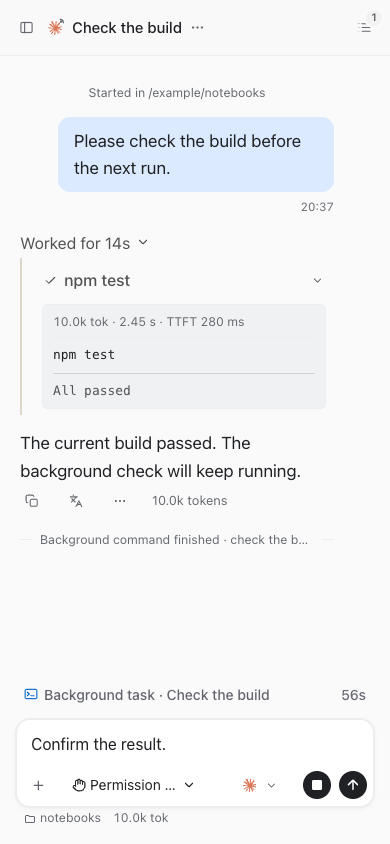 Check the build
1
Started in /example/notebooks
Please check the build before
the next run.
20:37
Worked for 14s
npm test
10.0k tok · 2.45 s · TTFT 280 ms
npm test
All passed
The current build passed. The
background check will keep running.
10.0k tokens
Background command finished · check the b...
Background task · Check the build 56s
Confirm the result.
Permission ...
notebooks 10.0k tok